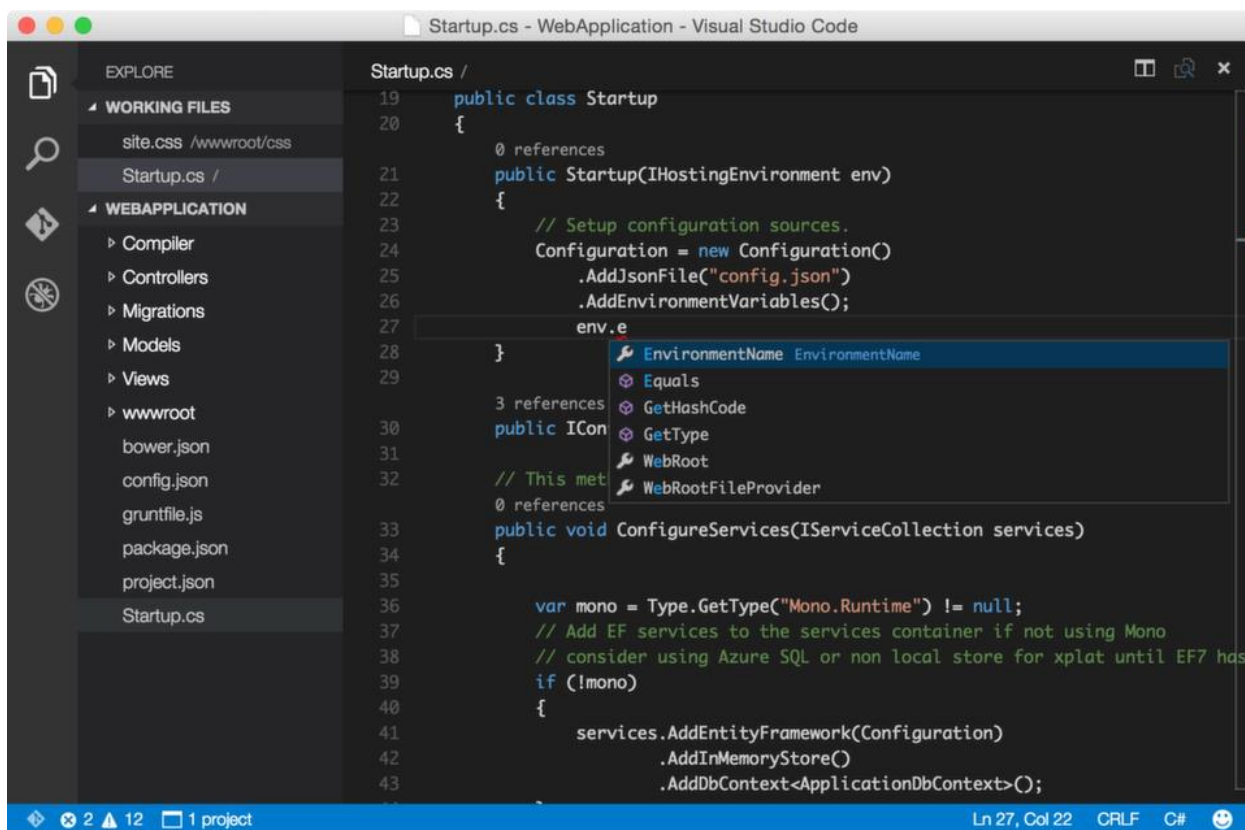 Startup.cs - WebApplication - Visual Studio Code
EXPLORE
WORKING FILES
site.css /wwwroot/css
Startup.cs /
WEBAPPLICATION
Compiler
Controllers
Migrations
Models
Views
wwwroot
bower.json
config.json
gruntfile.js
package.json
project.json
Startup.cs
Startup.cs /
19 public class Startup
20 {
0 references
21 public Startup(IHostingEnvironment env)
22 {
23 // Setup configuration sources.
24 Configuration = new Configuration()
25 .AddJsonFile("config.json")
26 .AddEnvironmentVariables();
27 env.e
28 }
29
3 references
30 public ICon
31
32 // This met
0 references
EnvironmentName EnvironmentName
Equals
GetHashCode
GetType
WebRoot
WebRootFileProvider
33 public void ConfigureServices(IServiceCollection services)
34 {
35
36 var mono = Type.GetType("Mono.Runtime") != null;
37 // Add EF services to the services container if not using Mono
38 // consider using Azure SQL or non local store for xplat until EF7 has
39 if (!mono)
40 {
41 services.AddEntityFramework(Configuration)
42 .AddInMemoryStore()
43 .AddDbContext<ApplicationDbContext>();
2 12 1 project
Ln 27, Col 22 CRLF C#